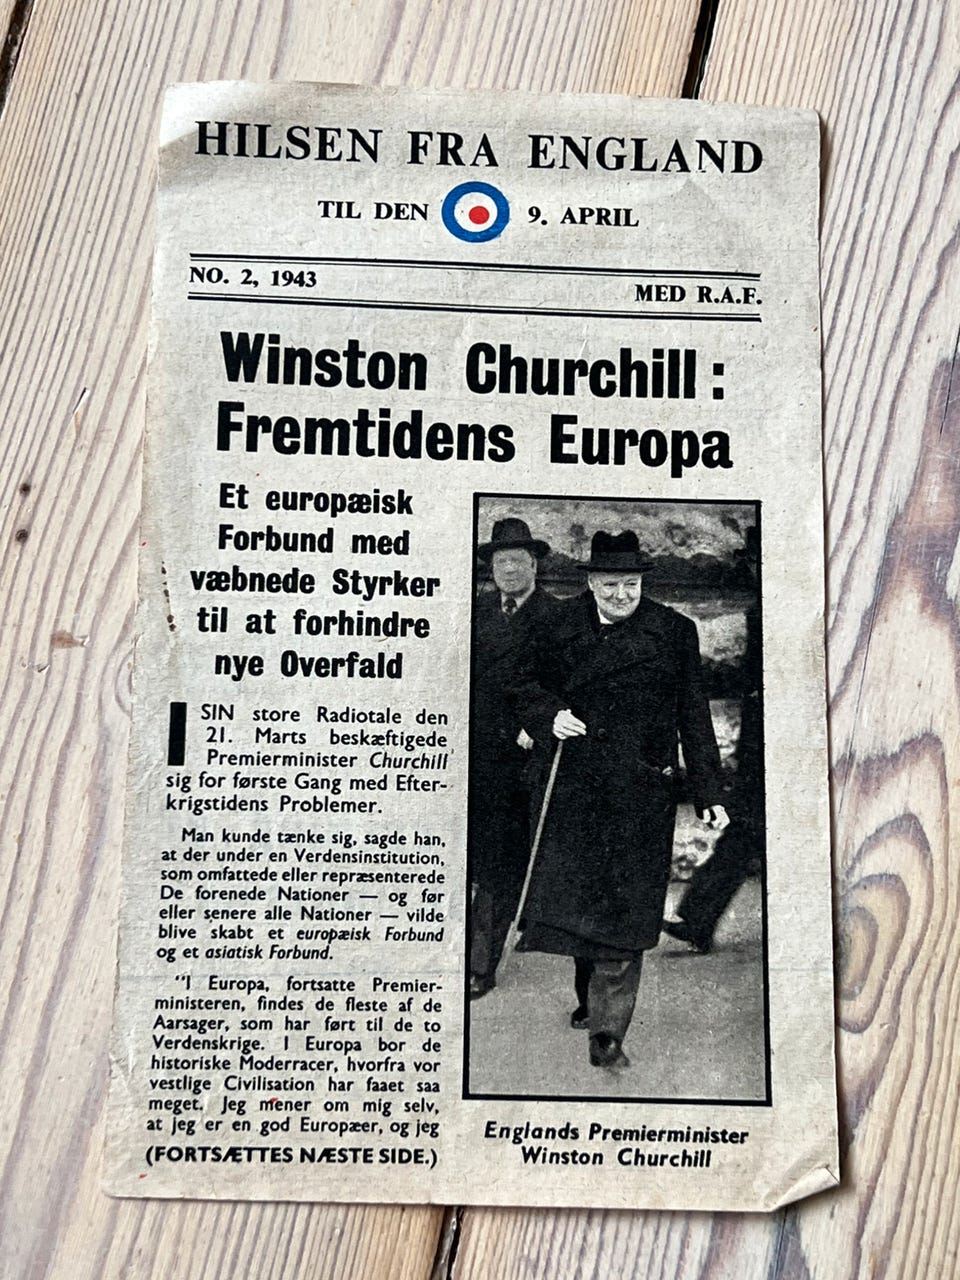 HILSEN FRA ENGLAND
TIL DEN 9. APRIL
NO. 2, 1943
MED R.A.F.
Winston Churchill :
Fremtidens Europa
Et europæisk
Forbund med
væbnede Styrker
til at forhindre
nye Overfald
I SIN store Radiotale den
21. Marts beskæftigede
Premierminister Churchill
sig for første Gang med Efter-
krigstidens Problemer.
Man kunde tænke sig, sagde han,
at der under en Verdensinstitution,
som omfattede eller repræsenterede
De forenede Nationer — og før
eller senere alle Nationer — vilde
blive skabt et europæisk Forbund
og et asiatisk Forbund.
"I Europa, fortsatte Premier-
ministeren, findes de fleste af de
Aarsager, som har ført til de to
Verdenskrige. I Europa bor de
historiske Moderracer, hvorfra vor
vestlige Civilisation har faaet saa
meget. Jeg mener om mig selv,
at jeg er en god Europæer, og jeg
(FORTSÆTTES NÆSTE SIDE.)
Englands Premierminister
Winston Churchill